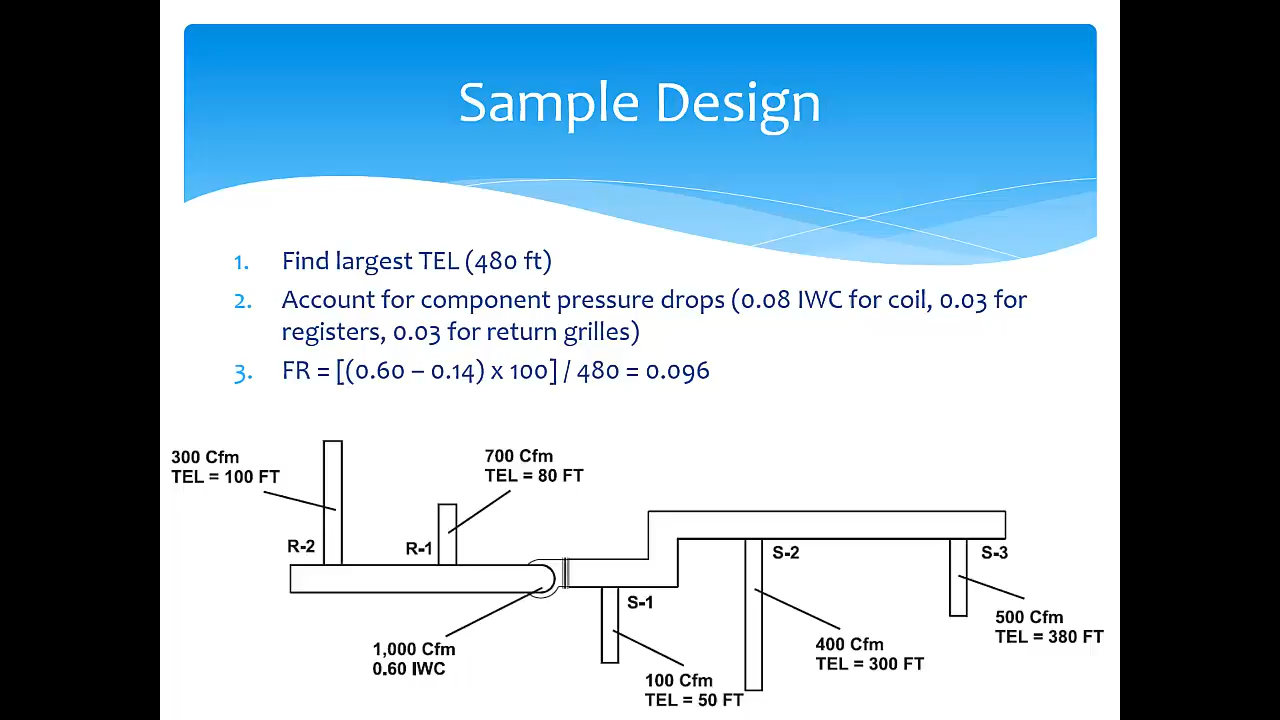 Sample Design
1. Find largest TEL (480 ft)
2. Account for component pressure drops (0.08 IWC for coil, 0.03 for
registers, 0.03 for return grilles)
3. FR = [(0.60 – 0.14) x 100] / 480 = 0.096
300 Cfm
TEL = 100 FT
700 Cfm
TEL = 80 FT
R-2
R-1
S-2
S-3
S-1
1,000 Cfm
0.60 IWC
100 Cfm
TEL = 50 FT
400 Cfm
TEL = 300 FT
500 Cfm
TEL = 380 FT